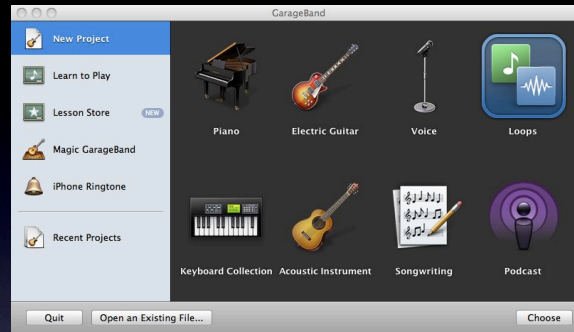 GarageBand
New Project
Learn to Play
Lesson Store NEW
Magic GarageBand
iPhone Ringtone
Recent Projects
Piano Electric Guitar Voice Loops
Keyboard Collection Acoustic Instrument Songwriting Podcast
Quit Open an Existing File... Choose